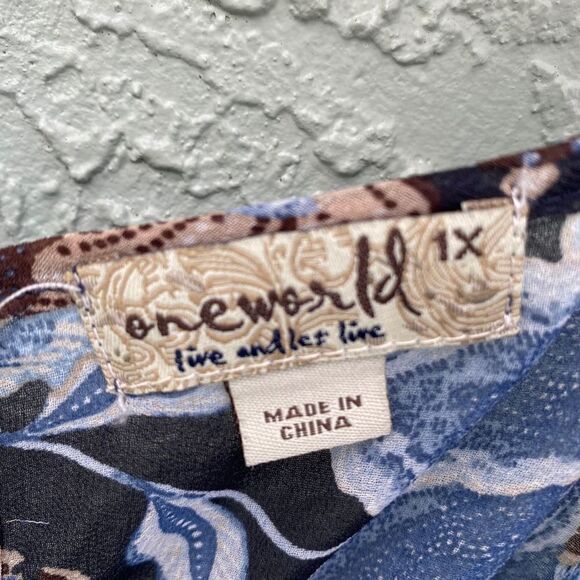 oneworld 1X
live and let live
MADE IN
CHINA